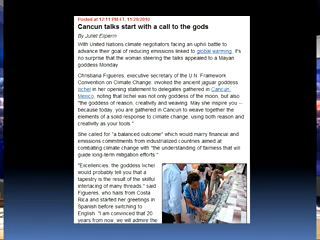 Posted at 12:11 PM ET, 11/29/2010
Cancun talks start with a call to the gods
By Juliet Eilperin
With United Nations climate negotiators facing an uphill battle to
advance their goal of reducing emissions linked to global warming, it's
no surprise that the woman steering the talks appealed to a Mayan
goddess Monday.
Christiana Figueres, executive secretary of the U.N. Framework
Convention on Climate Change, invoked the ancient jaguar goddess
Ixchel in her opening statement to delegates gathered in Cancun,
Mexico, noting that Ixchel was not only goddess of the moon, but also
"the goddess of reason, creativity and weaving. May she inspire you --
because today, you are gathered in Cancun to weave together the
elements of a solid response to climate change, using both reason
and creativity as your tools."
She called for "a balanced outcome" which would marry financial and
emissions commitments from industrialized countries aimed at
combating climate change with "the understanding of fairness that will
guide long-term mitigation efforts."
"Excellencies, the goddess Ixchel
would probably tell you that a
tapestry is the result of the skilful
interlacing of many threads," said
Figueres, who hails from Costa
Rica and started her greetings in
Spanish before switching to
English. "I am convinced that 20
years from now, we will admire the